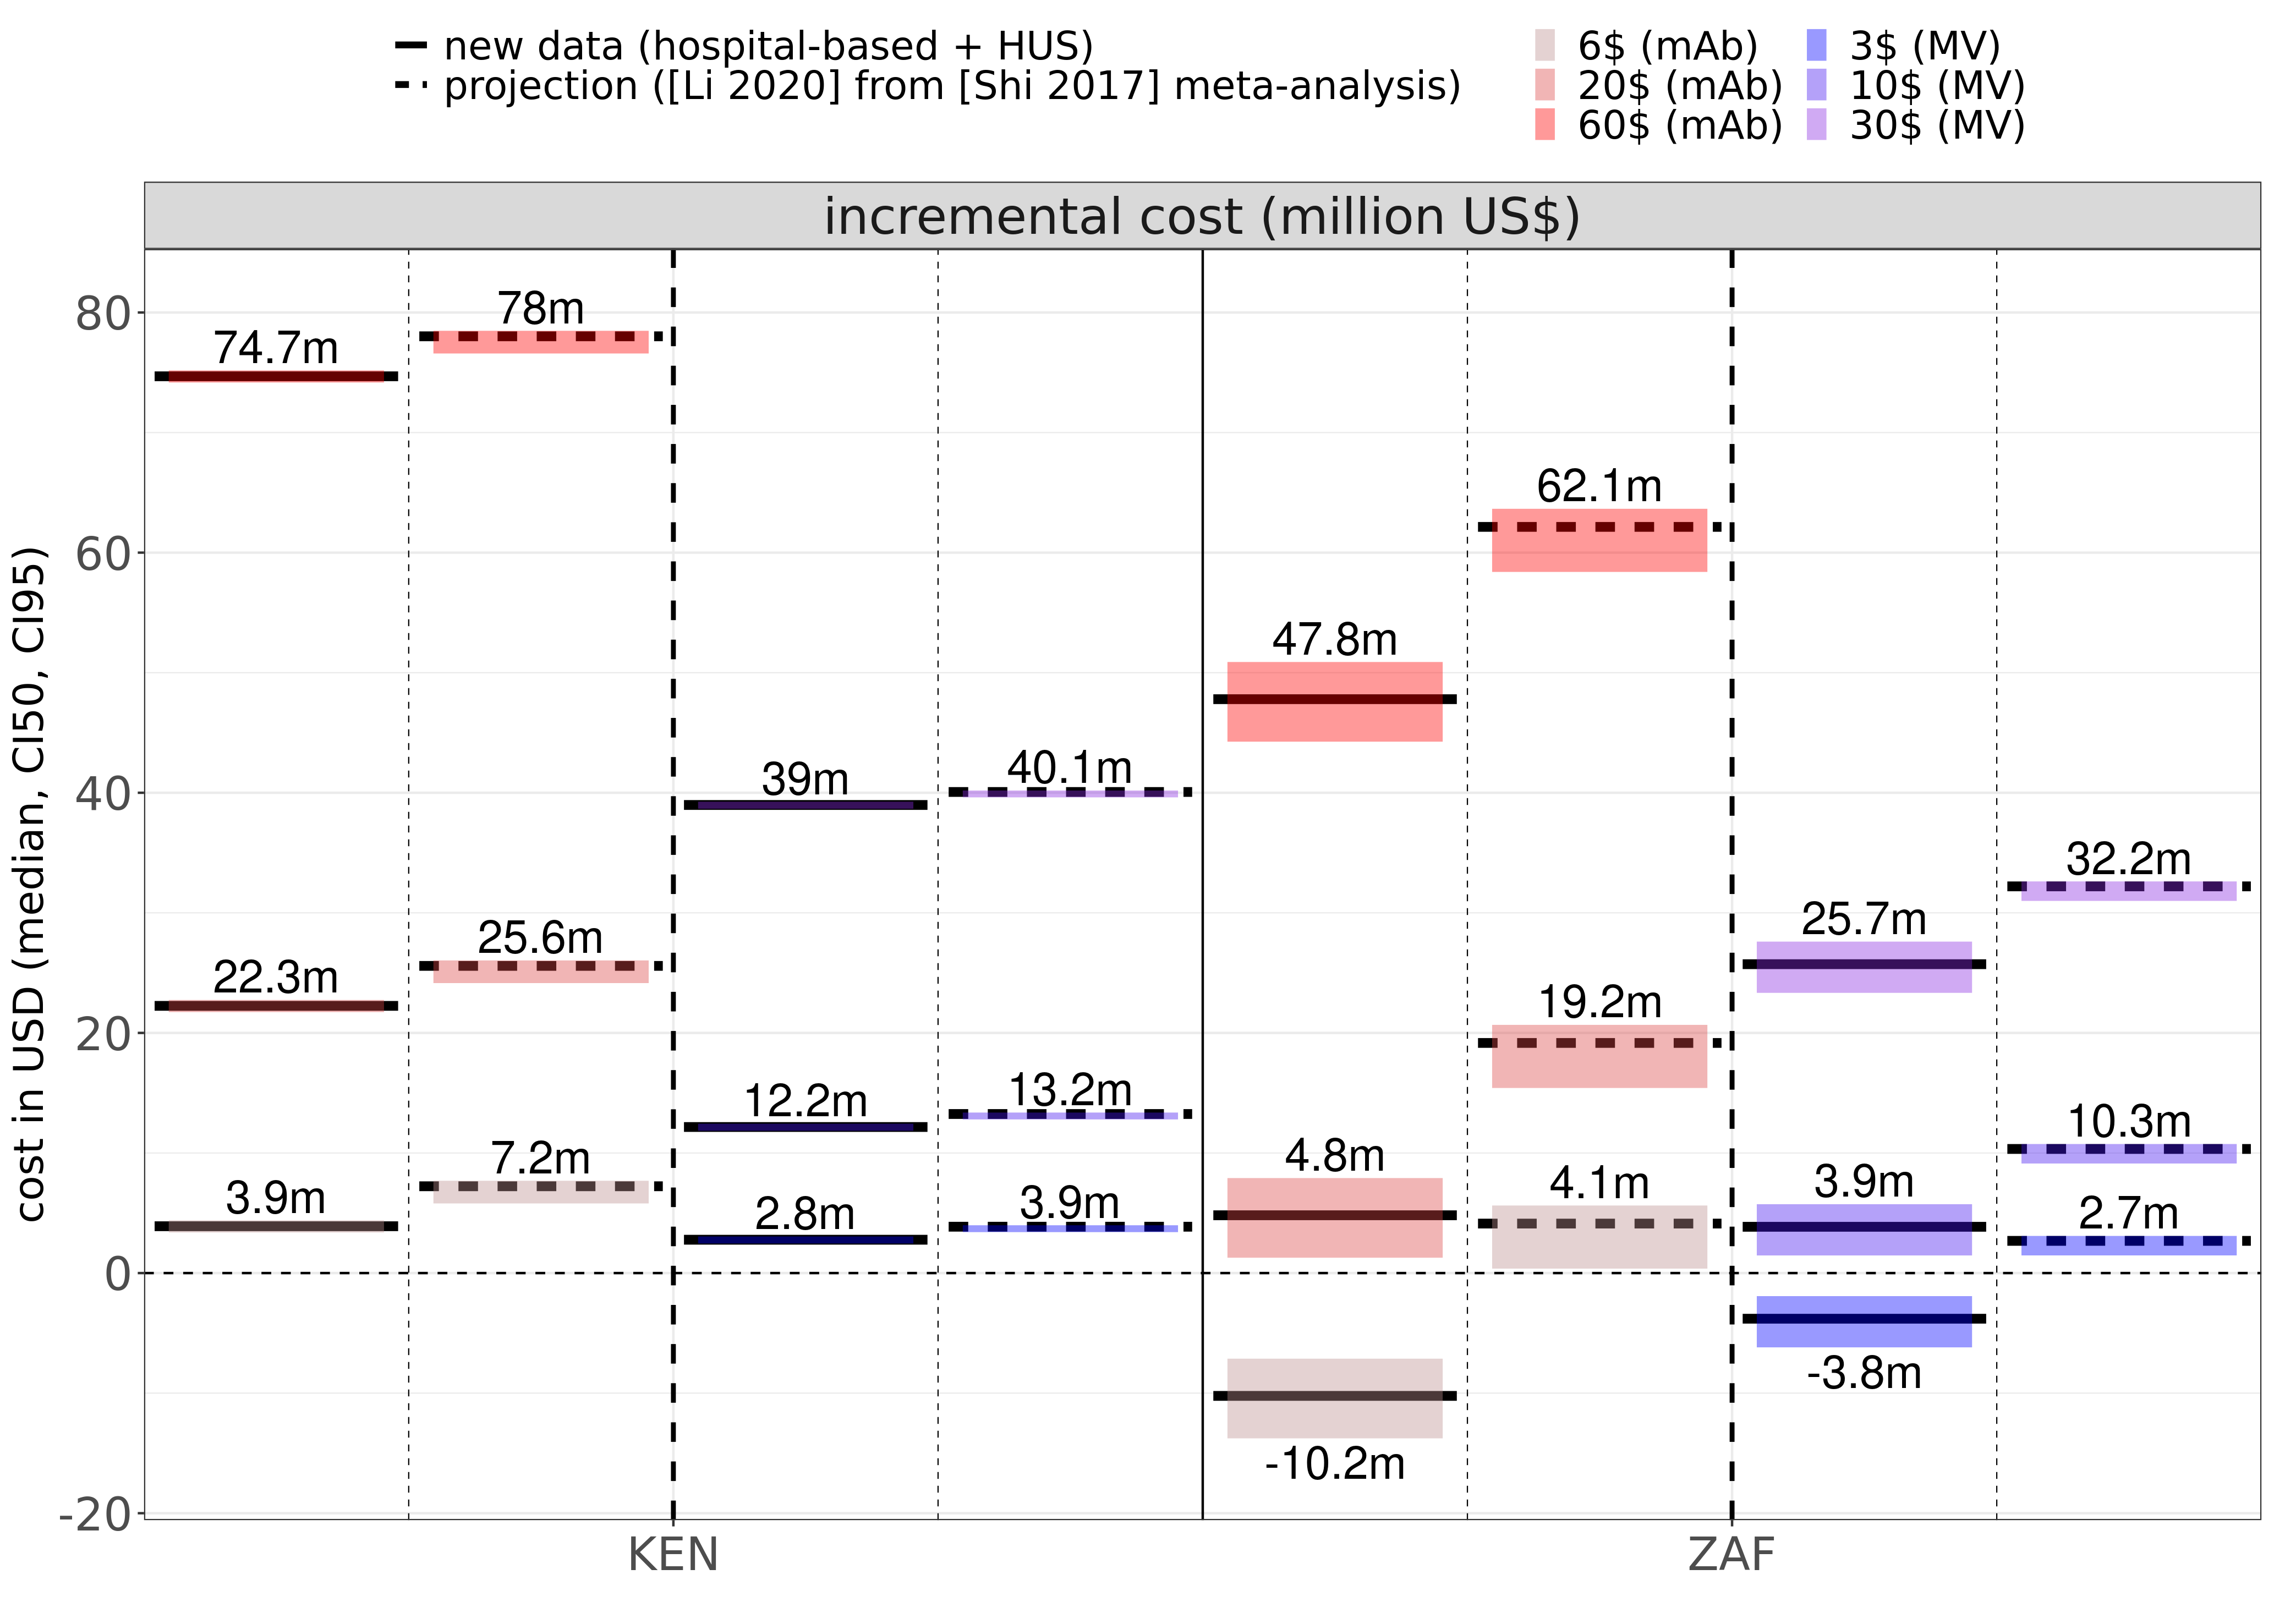 new data (hospital-based + HUS)
projection ([Li 2020] from [Shi 2017] meta-analysis)
6$ (mAb)
20$ (mAb)
60$ (mAb)
3$ (MV)
10$ (MV)
30$ (MV)
incremental cost (million US$)
cost in USD (median, CI50, CI95)
80
60
40
20
0
-20
74.7m
78m
22.3m
25.6m
3.9m
7.2m
39m
40.1m
12.2m
13.2m
2.8m
3.9m
47.8m
62.1m
4.8m
19.2m
-10.2m
4.1m
25.7m
32.2m
3.9m
10.3m
-3.8m
2.7m
KEN
ZAF